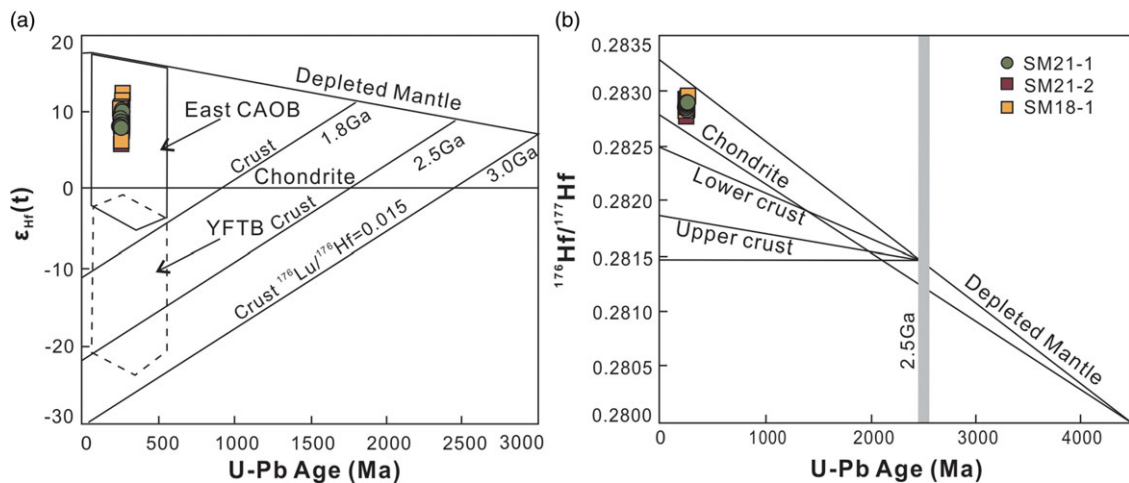 (a)
20
10
0
-10
-20
-30
εHf(t)
0
500
1000
1500
2000
2500
3000
U-Pb Age (Ma)
Depleted Mantle
East CAOB
YFTB
Chondrite
Crust
1.8Ga
Crust
2.5Ga
Crust ¹⁷⁶Lu/¹⁷⁶Hf=0.015
3.0Ga
(b)
0.2835
0.2830
0.2825
0.2820
0.2815
0.2810
0.2805
0.2800
¹⁷⁶Hf/¹⁷⁷Hf
0
1000
2000
3000
4000
U-Pb Age (Ma)
SM21-1
SM21-2
SM18-1
Chondrite
Lower crust
Upper crust
Depleted Mantle
2.5Ga